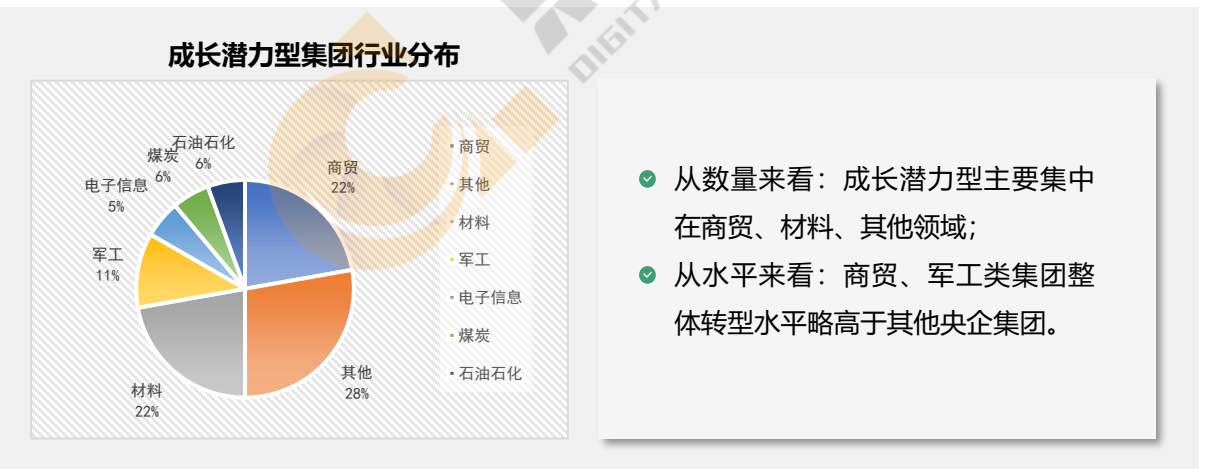 成长潜力型集团行业分布
石油石化
6%
煤炭
6%
电子信息
5%
军工
11%
材料
22%
商贸
22%
其他
28%
商贸
其他
材料
军工
电子信息
煤炭
石油石化
从数量来看：成长潜力型主要集中
在商贸、材料、其他领域；
从水平来看：商贸、军工类集团整
体转型水平略高于其他央企集团。